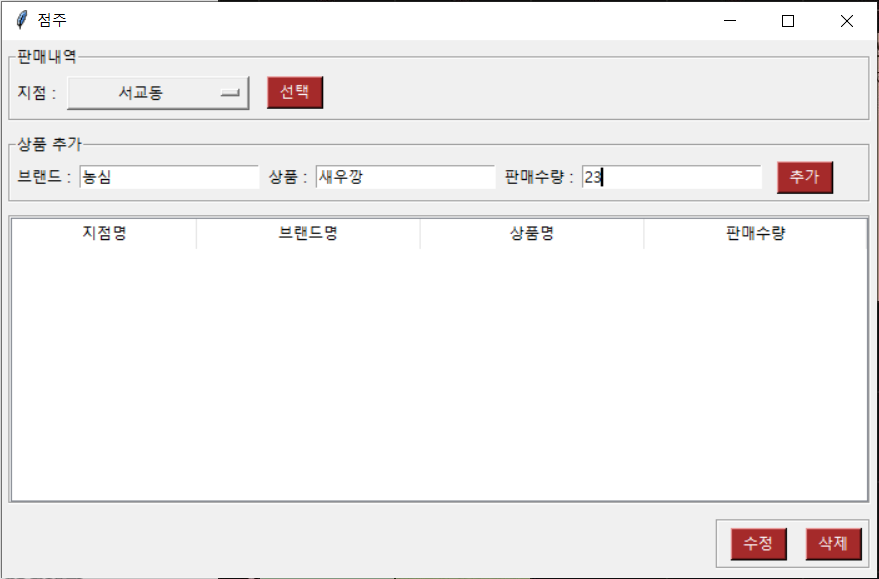 점주
판매내역
지점 : 서교동 선택
상품 추가
브랜드 : 농심 상품 : 새우깡 판매수량 : 23 추가
지점명 브랜드명 상품명 판매수량
수정 삭제